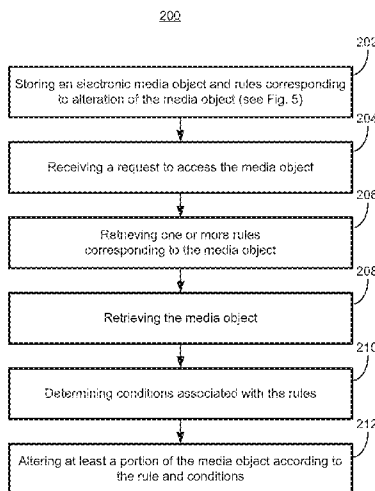 200
202
Storing an electronic media object and rules corresponding
to alteration of the media object (see Fig. 5)
204
Receiving a request to access the media object
206
Retrieving one or more rules
corresponding to the media object
208
Retrieving the media object
210
Determining conditions associated with the rules
212
Altering at least a portion of the media object according to
the rule and conditions